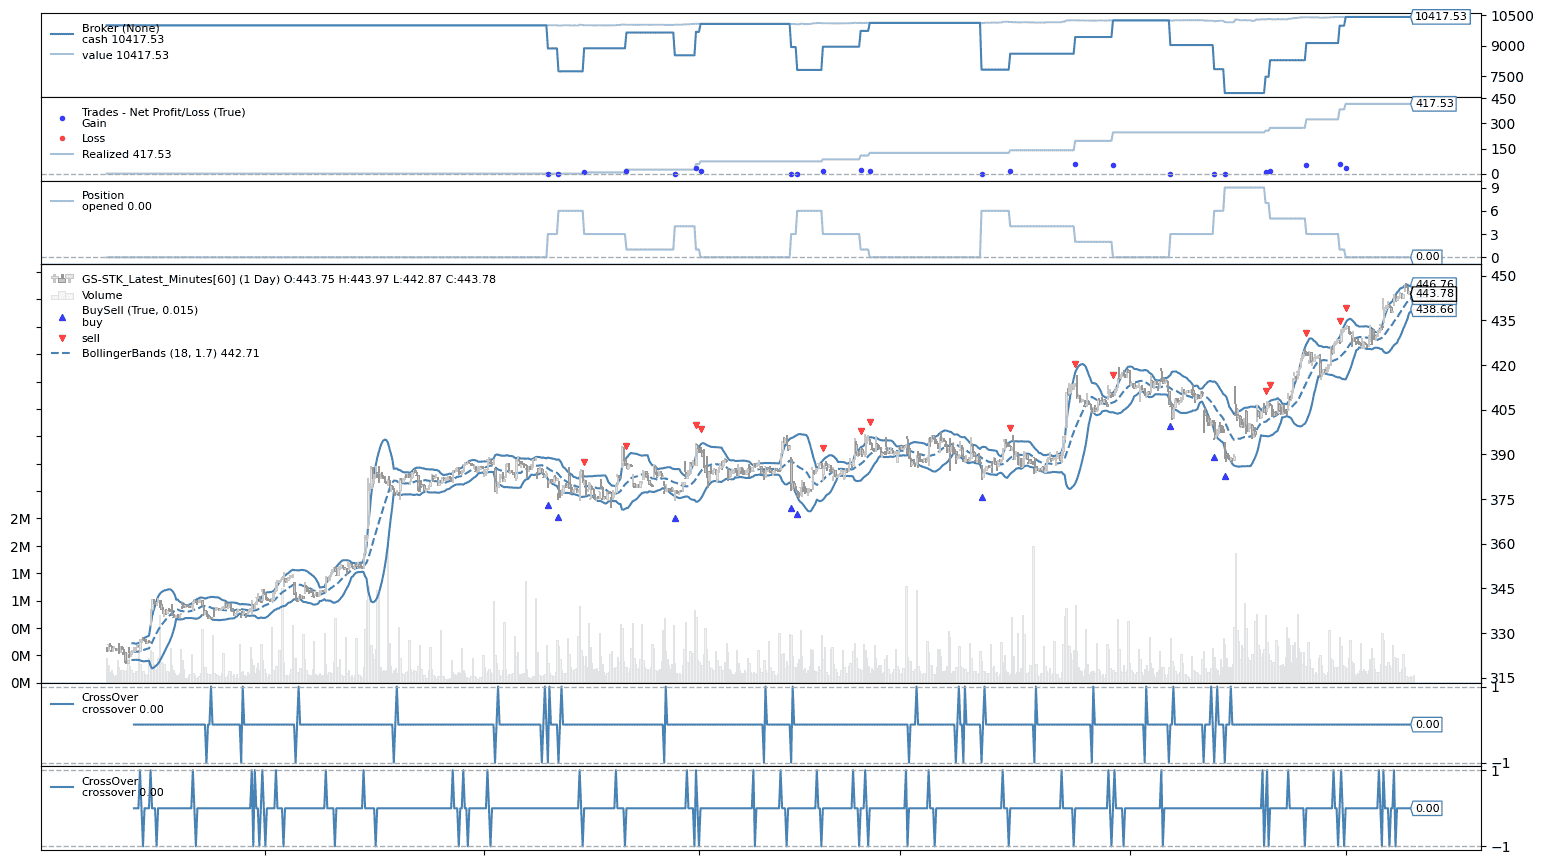 Broker (None)
cash 10417.53
value 10417.53
10417.53
10500
9000
7500
Trades - Net Profit/Loss (True)
Gain
Loss
Realized 417.53
417.53
450
300
150
0
Position
opened 0.00
0.00
9
6
3
0
GS-STK_Latest_Minutes[60] (1 Day) O:443.75 H:443.97 L:442.87 C:443.78
Volume
BuySell (True, 0.015)
buy
sell
BollingerBands (18, 1.7) 442.71
446.76
443.78
438.66
450
435
420
405
390
375
360
345
330
315
2M
2M
1M
1M
0M
0M
0M
CrossOver
crossover 0.00
0.00
1
−1
CrossOver
crossover 0.00
0.00
1
−1